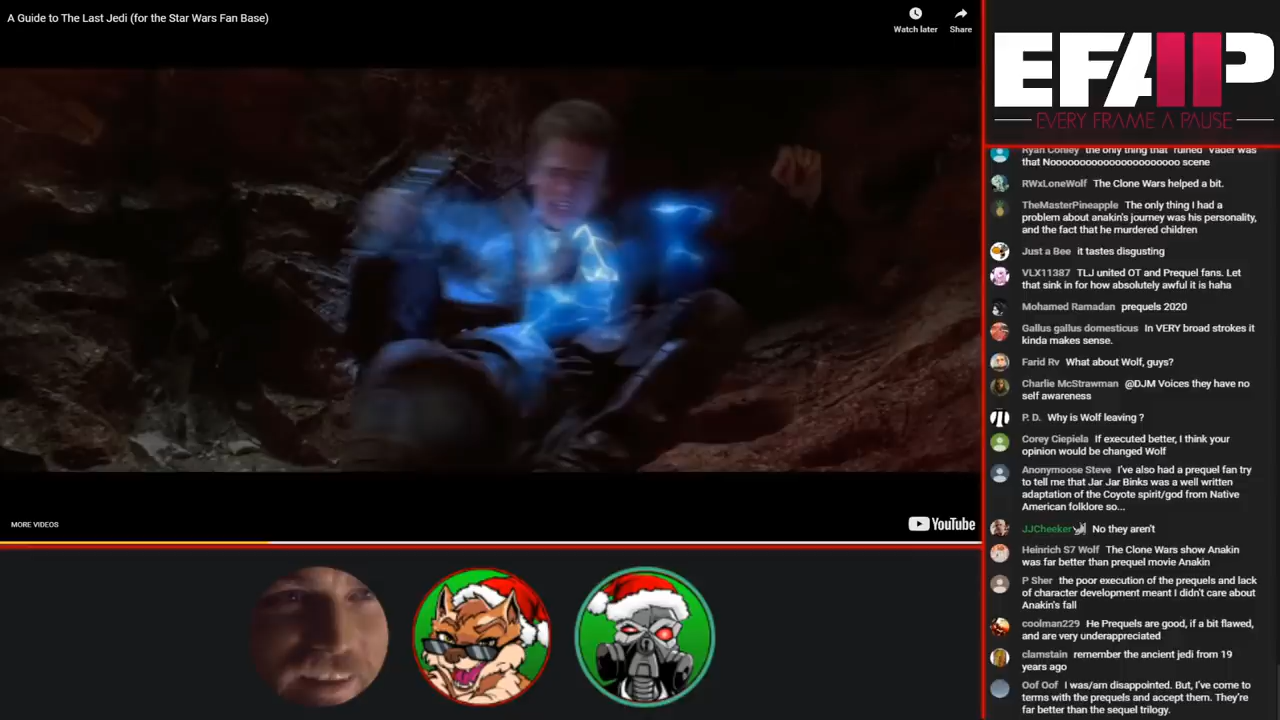 A Guide to The Last Jedi (for the Star Wars Fan Base)
Watch later
Share
MORE VIDEOS
YouTube
EFAP
EVERY FRAME A PAUSE
Ryan Conley the only thing that "ruined" Vader was
that Nooooooooooooooooooooo scene
RWxLoneWolf The Clone Wars helped a bit.
TheMasterPineapple The only thing I had a
problem about anakin's journey was his personality,
and the fact that he murdered children
Just a Bee it tastes disgusting
VLX11387 TLJ united OT and Prequel fans. Let
that sink in for how absolutely awful it is haha
Mohamed Ramadan prequels 2020
Gallus gallus domesticus In VERY broad strokes it
kinda makes sense.
Farid Rv What about Wolf, guys?
Charlie McStrawman @DJM Voices they have no
self awareness
P. D. Why is Wolf leaving ?
Corey Ciepiela If executed better, I think your
opinion would be changed Wolf
Anonymoose Steve I've also had a prequel fan try
to tell me that Jar Jar Binks was a well written
adaptation of the Coyote spirit/god from Native
American folklore so...
JJCheeker No they aren't
Heinrich S7 Wolf The Clone Wars show Anakin
was far better than prequel movie Anakin
P Sher the poor execution of the prequels and lack
of character development meant I didn't care about
Anakin's fall
coolman229 He Prequels are good, if a bit flawed,
and are very underappreciated
clamstain remember the ancient jedi from 19
years ago
Oof Oof I was/am disappointed. But, I've come to
terms with the prequels and accept them. They're
far better than the sequel trilogy.